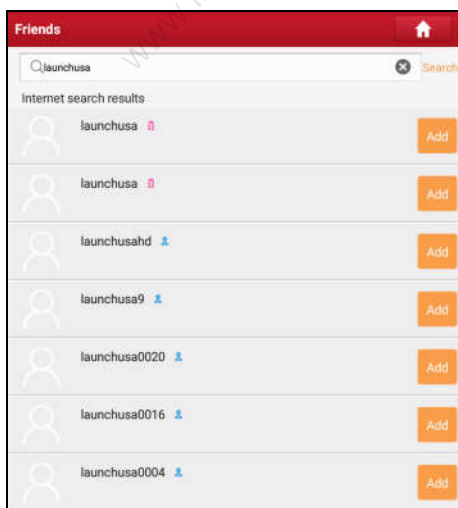 Friends
launchusa
Search
Internet search results
launchusa
Add
launchusa
Add
launchusahd
Add
launchusa9
Add
launchusa0020
Add
launchusa0016
Add
launchusa0004
Add